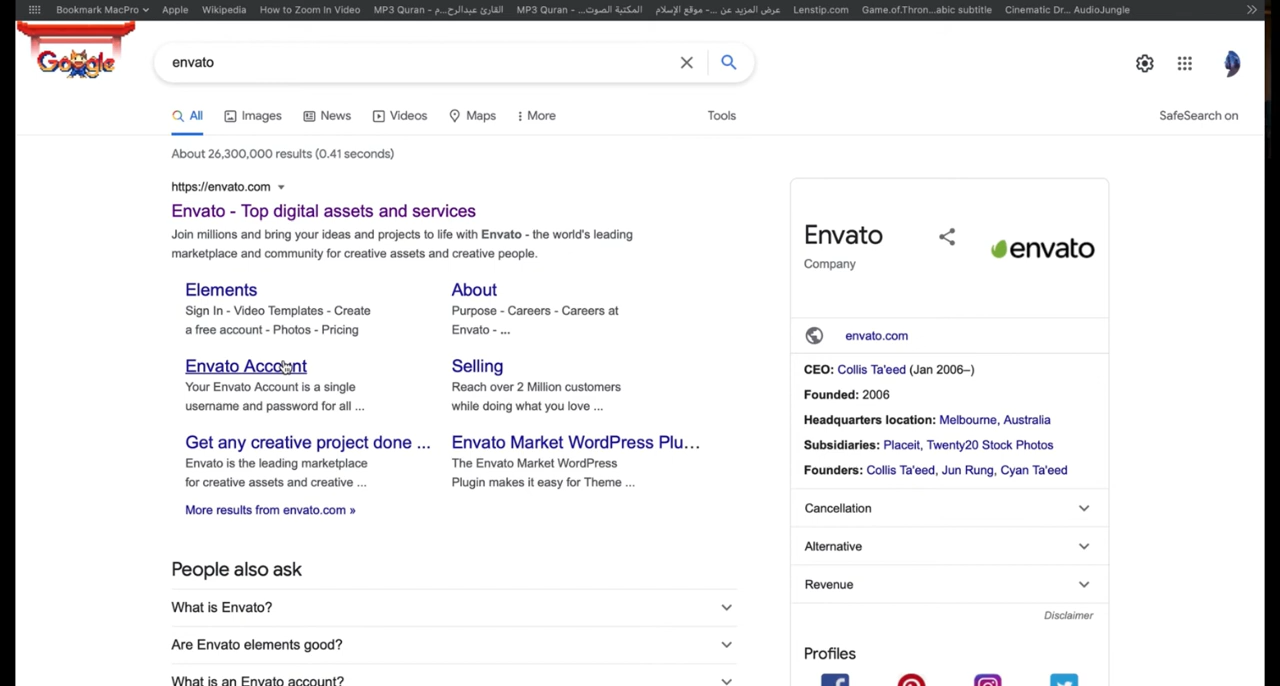 Bookmark MacPro Apple Wikipedia How to Zoom In Video MP3 Quran - القارئ عبدالرح...م MP3 Quran - المكتبة الصوت... عرض المزيد عن ...- موقع الإسلام Lenstip.com Game.of.Thron...abic subtitle Cinematic Dr... AudioJungle
Google
envato
All Images News Videos Maps More Tools SafeSearch on
About 26,300,000 results (0.41 seconds)
https://envato.com
Envato - Top digital assets and services
Join millions and bring your ideas and projects to life with Envato - the world's leading
marketplace and community for creative assets and creative people.
Elements
Sign In - Video Templates - Create
a free account - Photos - Pricing
About
Purpose - Careers - Careers at
Envato - ...
Envato Account
Your Envato Account is a single
username and password for all ...
Selling
Reach over 2 Million customers
while doing what you love ...
Get any creative project done ...
Envato is the leading marketplace
for creative assets and creative ...
Envato Market WordPress Plu...
The Envato Market WordPress
Plugin makes it easy for Theme ...
More results from envato.com »
People also ask
What is Envato?
Are Envato elements good?
What is an Envato account?
Envato
Company
envato
envato.com
CEO: Collis Ta'eed (Jan 2006–)
Founded: 2006
Headquarters location: Melbourne, Australia
Subsidiaries: Placeit, Twenty20 Stock Photos
Founders: Collis Ta'eed, Jun Rung, Cyan Ta'eed
Cancellation
Alternative
Revenue
Disclaimer
Profiles